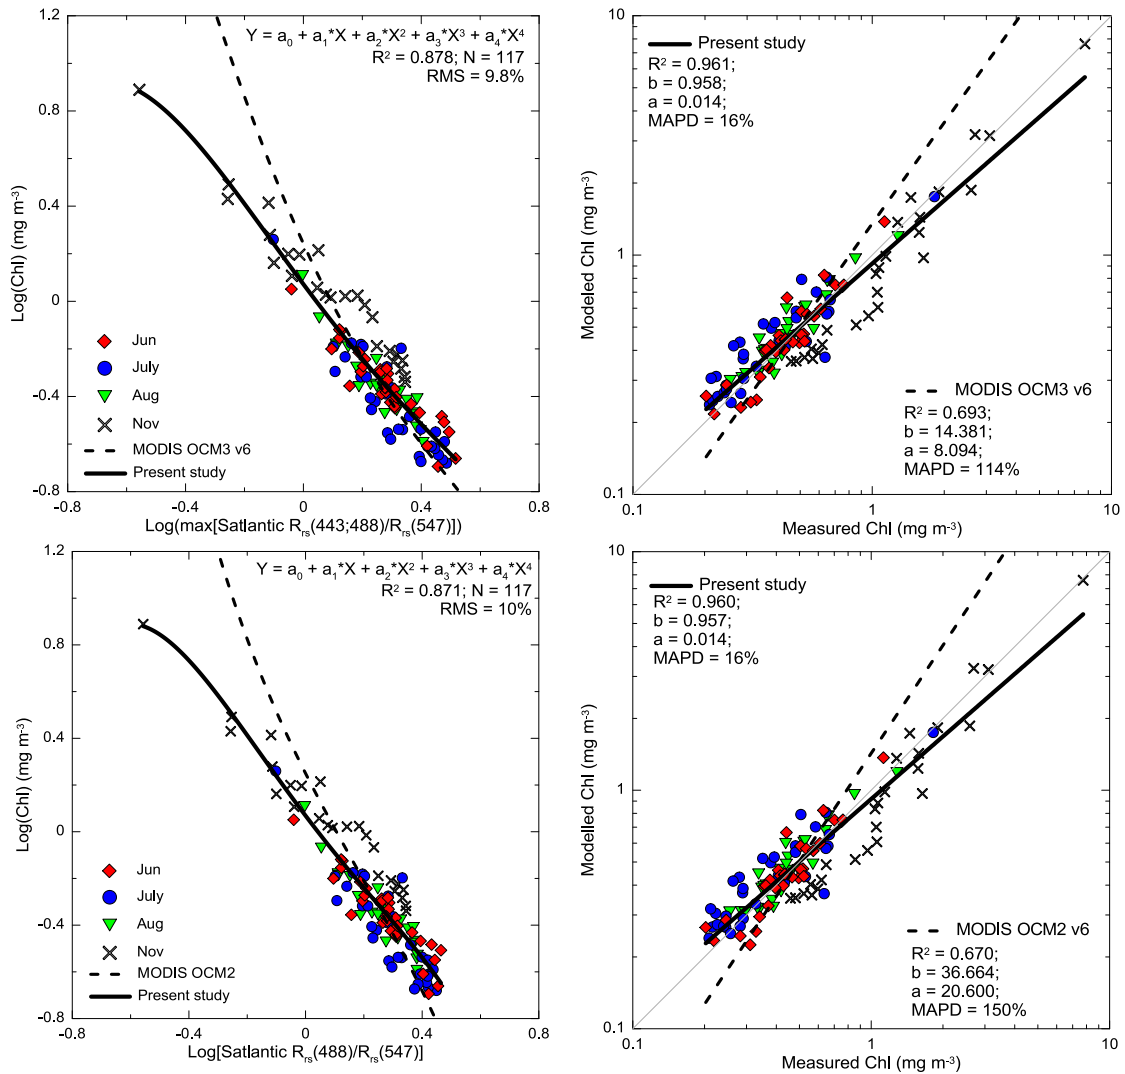 1.2
0.8
0.4
0
-0.4
-0.8
Log(Chl) (mg m⁻³)
Y = a₀ + a₁*X + a₂*X² + a₃*X³ + a₄*X⁴
R² = 0.878; N = 117
RMS = 9.8%
Jun
July
Aug
Nov
MODIS OCM3 v6
Present study
-0.8 -0.4 0 0.4 0.8
Log(max[Satlantic Rrs(443;488)/Rrs(547)])
10
1
0.1
Modeled Chl (mg m⁻³)
Present study
R² = 0.961;
b = 0.958;
a = 0.014;
MAPD = 16%
MODIS OCM3 v6
R² = 0.693;
b = 14.381;
a = 8.094;
MAPD = 114%
0.1 1 10
Measured Chl (mg m⁻³)
1.2
0.8
0.4
0
-0.4
-0.8
Log(Chl) (mg m⁻³)
Y = a₀ + a₁*X + a₂*X² + a₃*X³ + a₄*X⁴
R² = 0.871; N = 117
RMS = 10%
Jun
July
Aug
Nov
MODIS OCM2
Present study
-0.8 -0.4 0 0.4 0.8
Log[Satlantic Rrs(488)/Rrs(547)]
10
1
0.1
Modelled Chl (mg m⁻³)
Present study
R² = 0.960;
b = 0.957;
a = 0.014;
MAPD = 16%
MODIS OCM2 v6
R² = 0.670;
b = 36.664;
a = 20.600;
MAPD = 150%
0.1 1 10
Measured Chl (mg m⁻³)